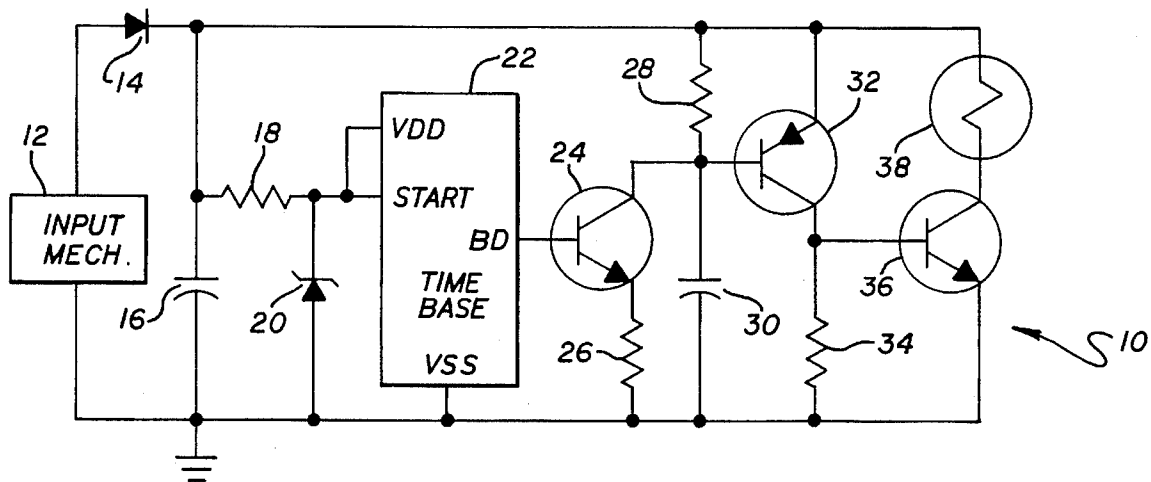 14
12
INPUT
MECH.
16
18
20
22
VDD
START
BD
TIME
BASE
VSS
24
26
28
30
32
34
36
38
10